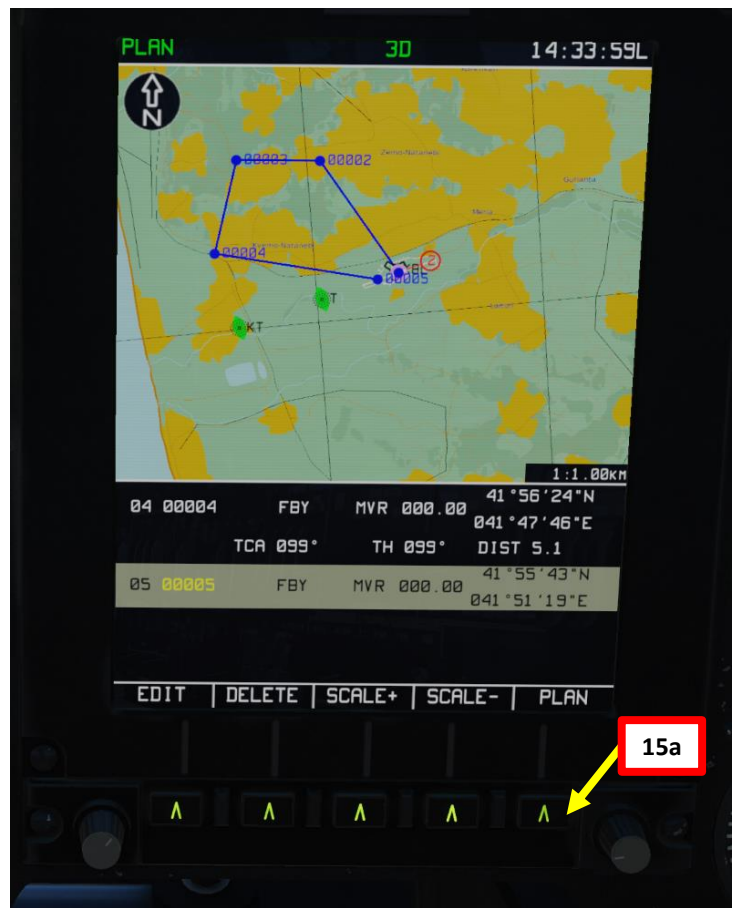 PLAN 3D 14:33:59L
N
00003 00002
00004
00005
T
KT
1:1.00KM
04 00004 FBY MVR 000.00 41°56'24"N
041°47'46"E
TCA 099° TH 099° DIST 5.1
05 00005 FBY MVR 000.00 41°55'43"N
041°51'19"E
EDIT | DELETE | SCALE+ | SCALE- | PLAN
15a